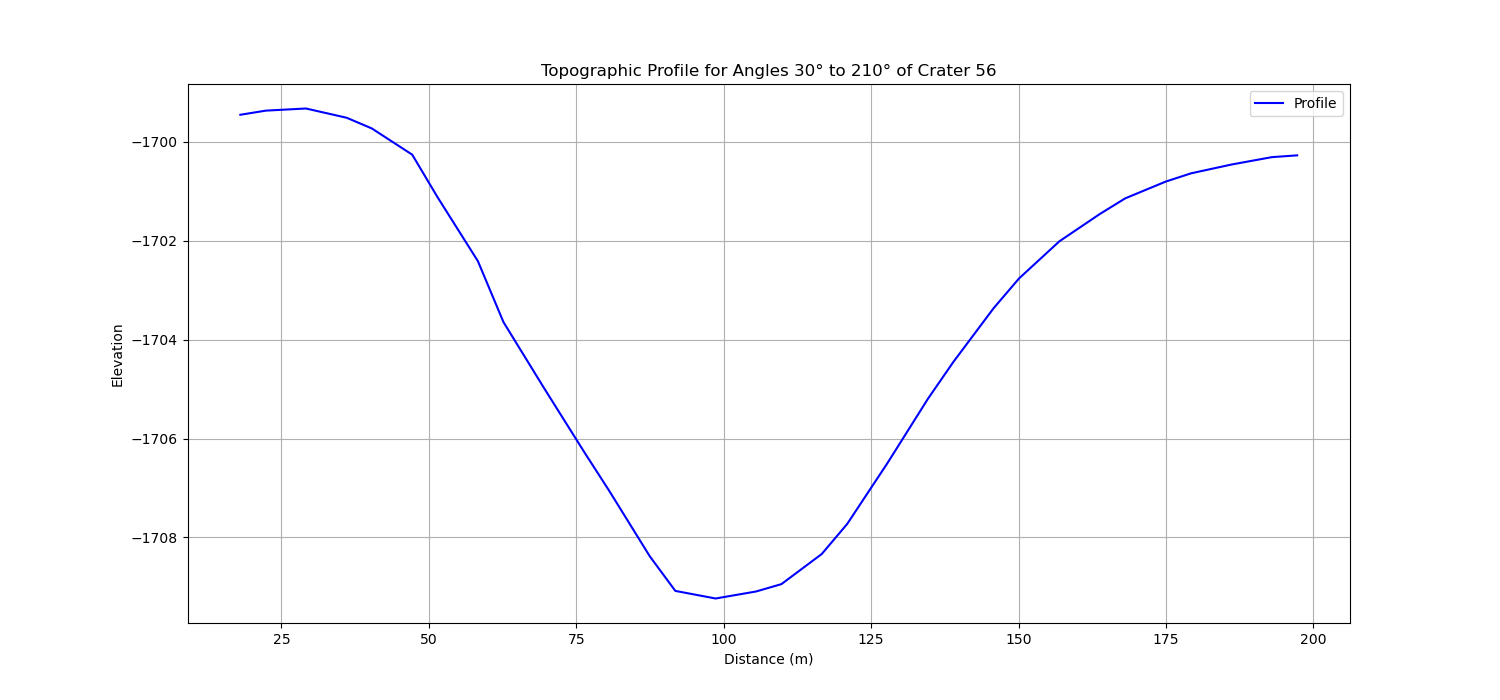 Topographic Profile for Angles 30° to 210° of Crater 56
Profile
−1700
−1702
−1704
−1706
−1708
Elevation
25 50 75 100 125 150 175 200
Distance (m)